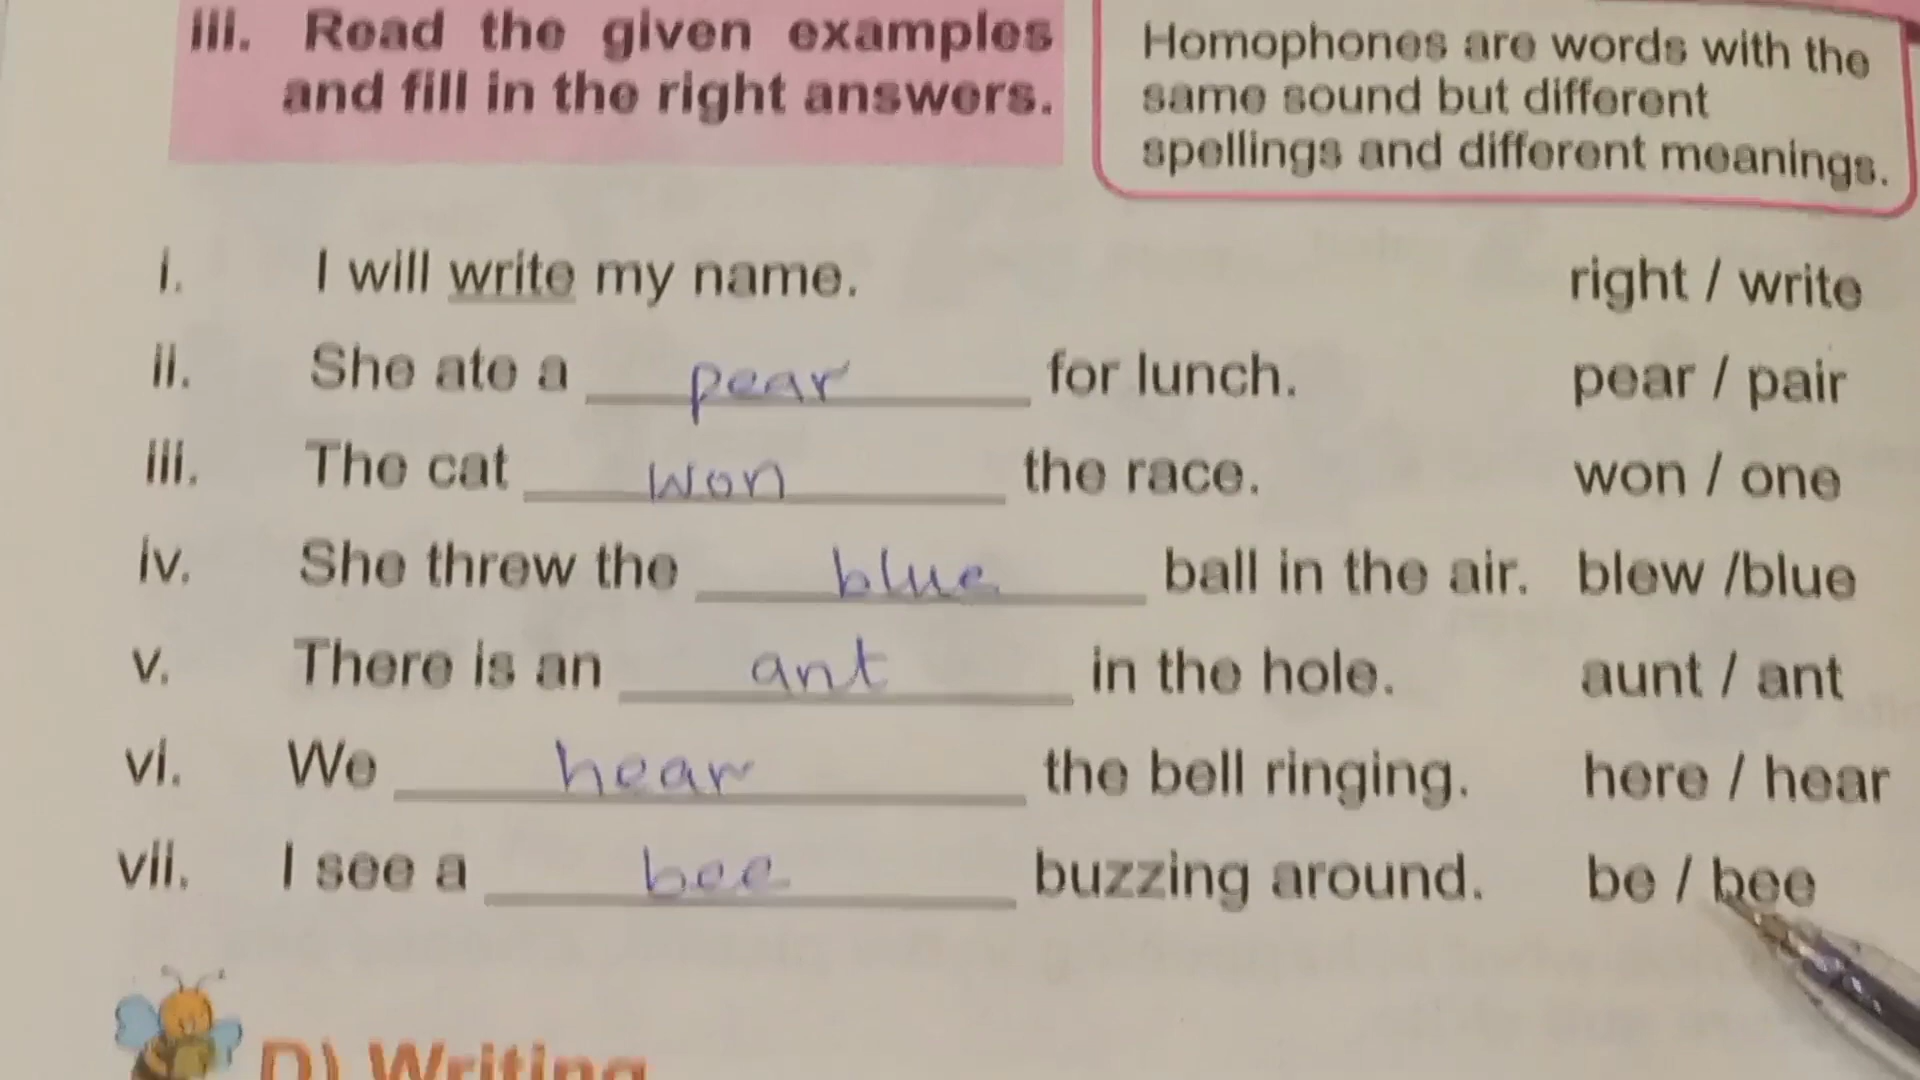 iii. Read the given examples
and fill in the right answers.
Homophones are words with the
same sound but different
spellings and different meanings.
i. I will write my name. right / write
ii. She ate a pear for lunch. pear / pair
iii. The cat won the race. won / one
iv. She threw the blue ball in the air. blew /blue
v. There is an ant in the hole. aunt / ant
vi. We hear the bell ringing. here / hear
vii. I see a bee buzzing around. be / bee
D) Writing